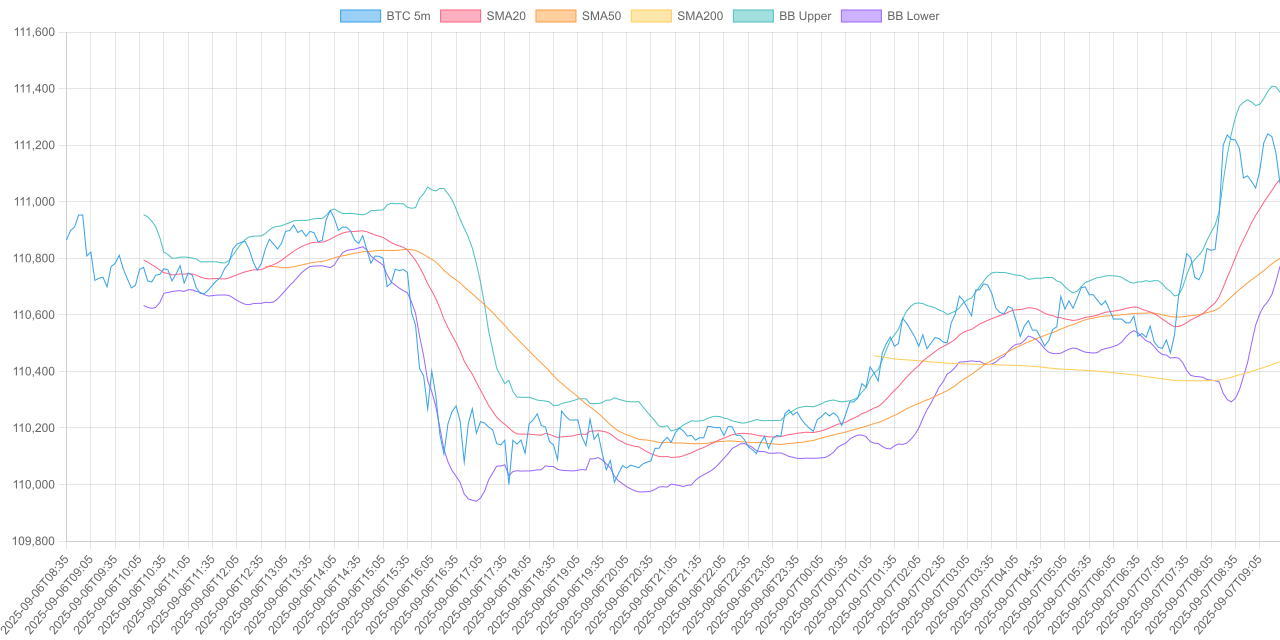 BTC 5m SMA20 SMA50 SMA200 BB Upper BB Lower
111,600
111,400
111,200
111,000
110,800
110,600
110,400
110,200
110,000
109,800
2025-09-06T08:35
2025-09-06T09:05
2025-09-06T09:35
2025-09-06T10:05
2025-09-06T10:35
2025-09-06T11:05
2025-09-06T11:35
2025-09-06T12:05
2025-09-06T12:35
2025-09-06T13:05
2025-09-06T13:35
2025-09-06T14:05
2025-09-06T14:35
2025-09-06T15:05
2025-09-06T15:35
2025-09-06T16:05
2025-09-06T16:35
2025-09-06T17:05
2025-09-06T17:35
2025-09-06T18:05
2025-09-06T18:35
2025-09-06T19:05
2025-09-06T19:35
2025-09-06T20:05
2025-09-06T20:35
2025-09-06T21:05
2025-09-06T21:35
2025-09-06T22:05
2025-09-06T22:35
2025-09-06T23:05
2025-09-06T23:35
2025-09-07T00:05
2025-09-07T00:35
2025-09-07T01:05
2025-09-07T01:35
2025-09-07T02:05
2025-09-07T02:35
2025-09-07T03:05
2025-09-07T03:35
2025-09-07T04:05
2025-09-07T04:35
2025-09-07T05:05
2025-09-07T05:35
2025-09-07T06:05
2025-09-07T06:35
2025-09-07T07:05
2025-09-07T07:35
2025-09-07T08:05
2025-09-07T08:35
2025-09-07T09:05